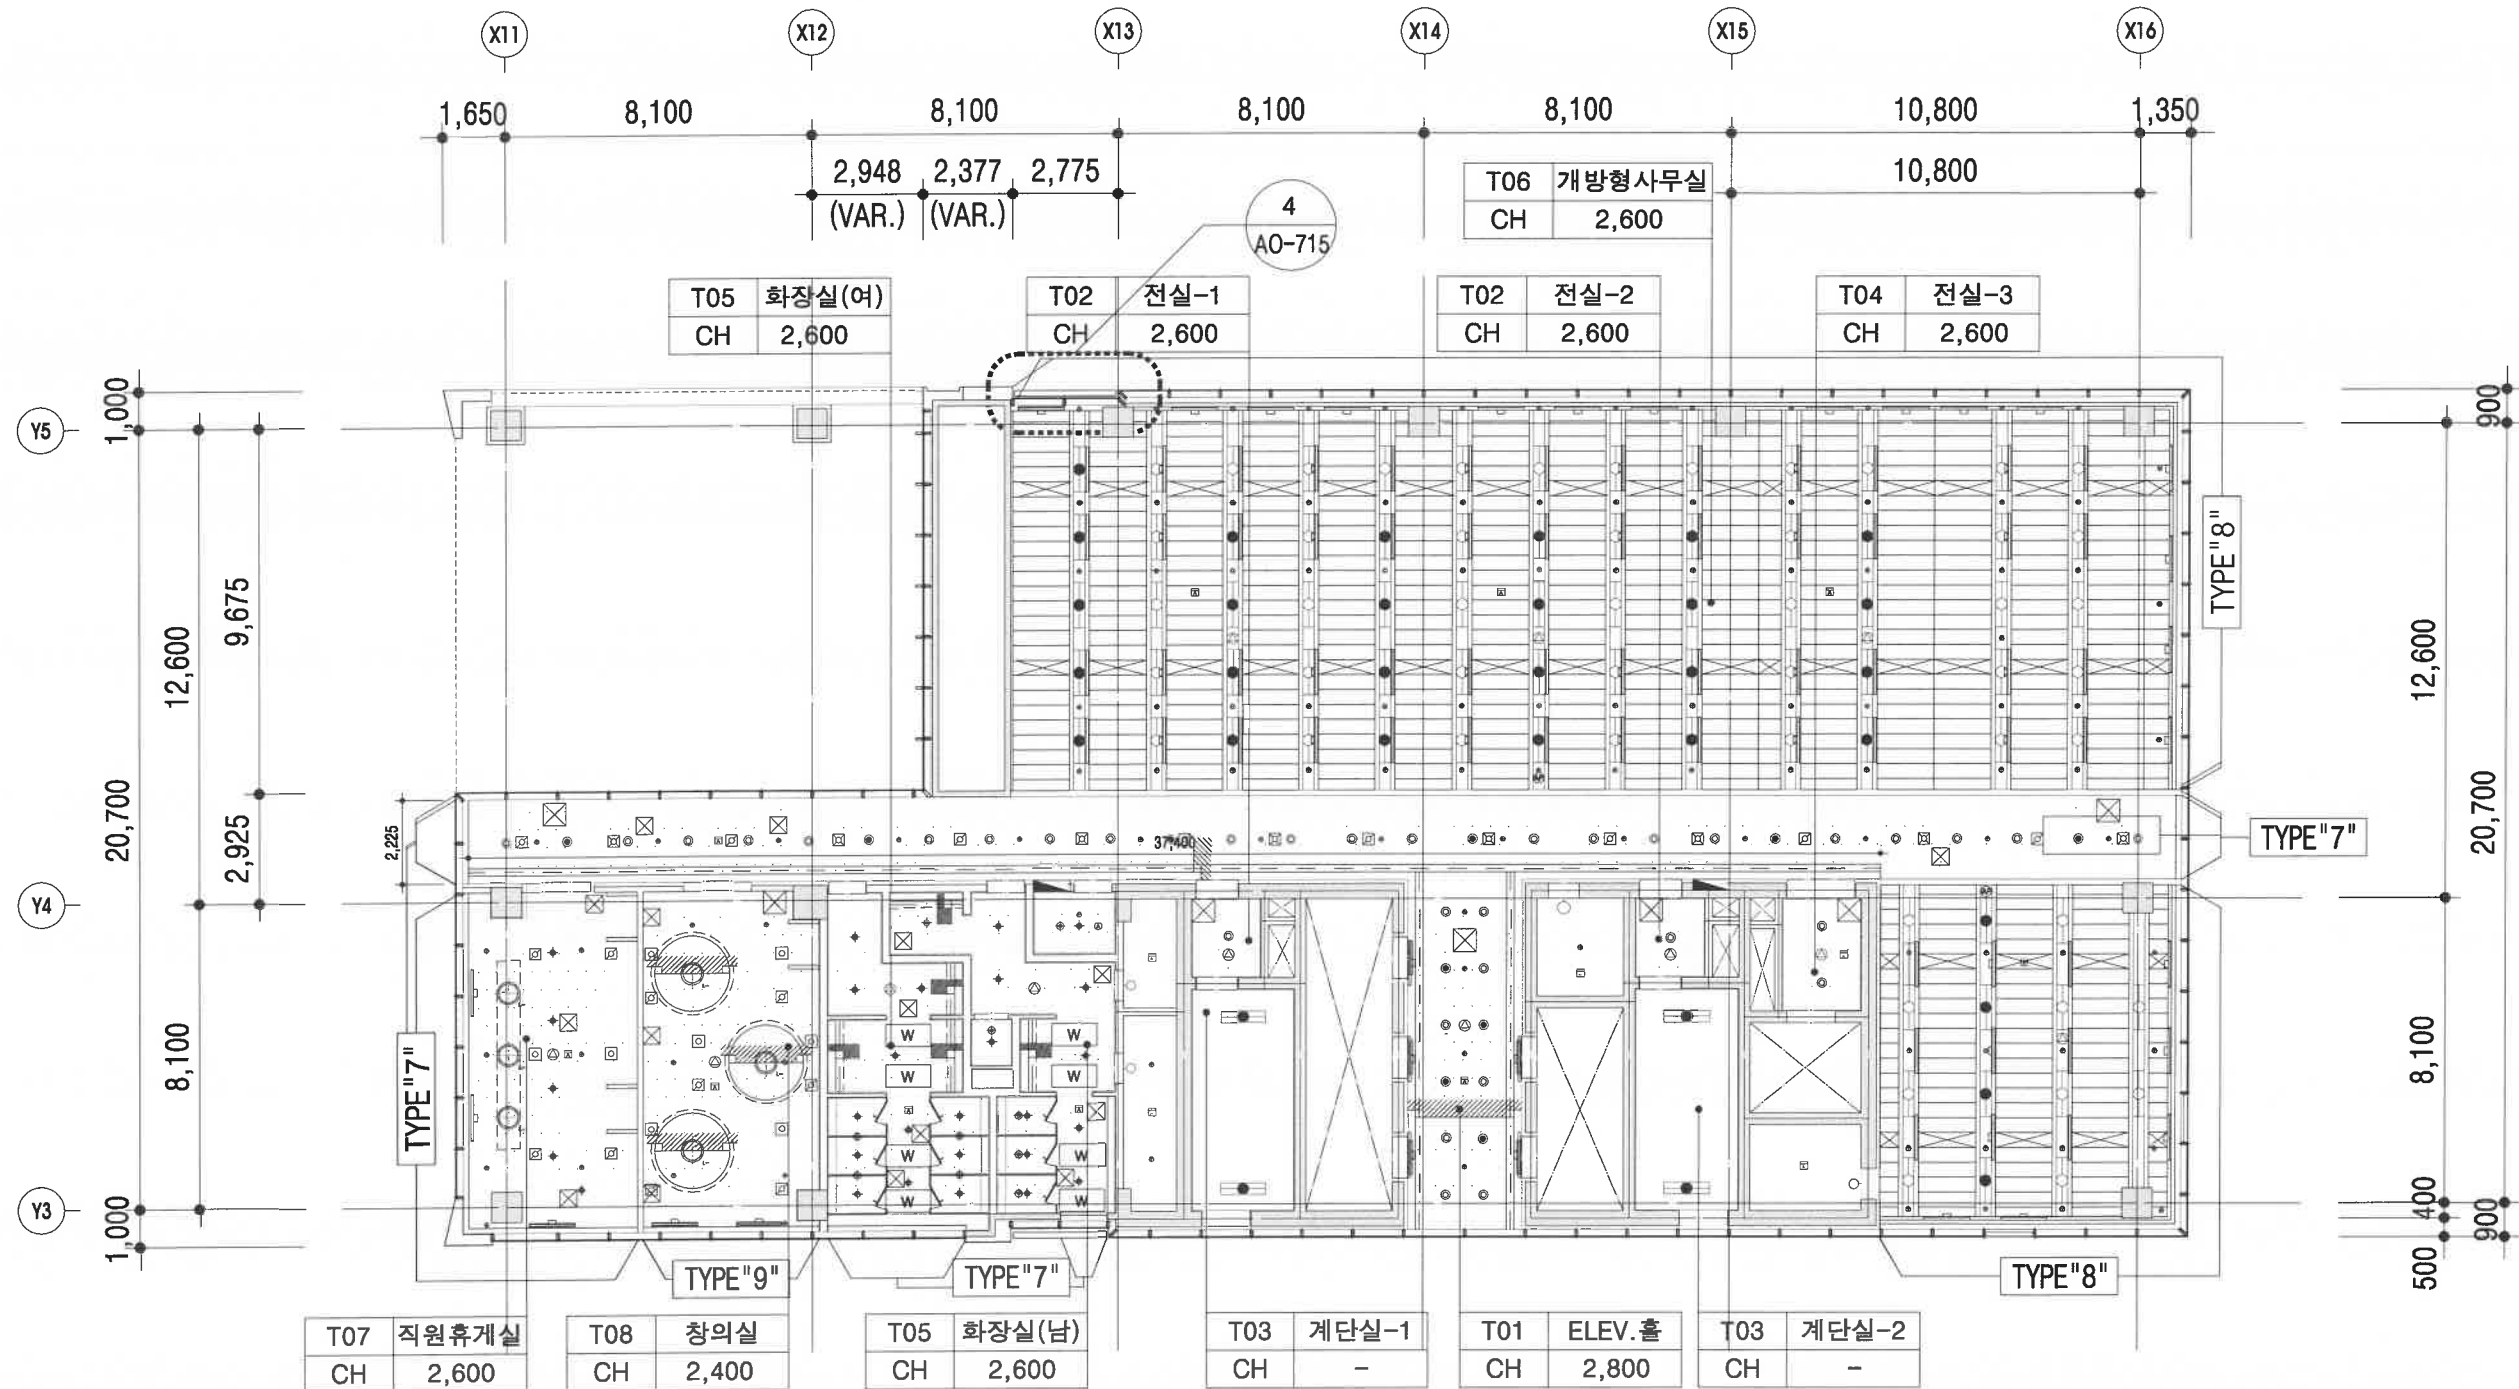 X11 X12 X13 X14 X15 X16
1,650 8,100 8,100 8,100 8,100 10,800 1,350
2,948 2,377 2,775 10,800
(VAR.) (VAR.)
4
AO-715
T06 개방형사무실
CH 2,600
T05 화장실(여)
CH 2,600
T02 전실-1
CH 2,600
T02 전실-2
CH 2,600
T04 전실-3
CH 2,600
Y5
1,000
900
9,675
12,600
12,600
20,700
20,700
2,925
2,225
TYPE"8"
37,400
TYPE"7"
Y4
8,100
8,100
TYPE"7"
W W
W W
W W
W W
Y3
1,000
400
900
500
TYPE"9"
TYPE"7"
TYPE"8"
T07 직원휴게실
CH 2,600
T08 창의실
CH 2,400
T05 화장실(남)
CH 2,600
T03 계단실-1
CH -
T01 ELEV.홀
CH 2,800
T03 계단실-2
CH -